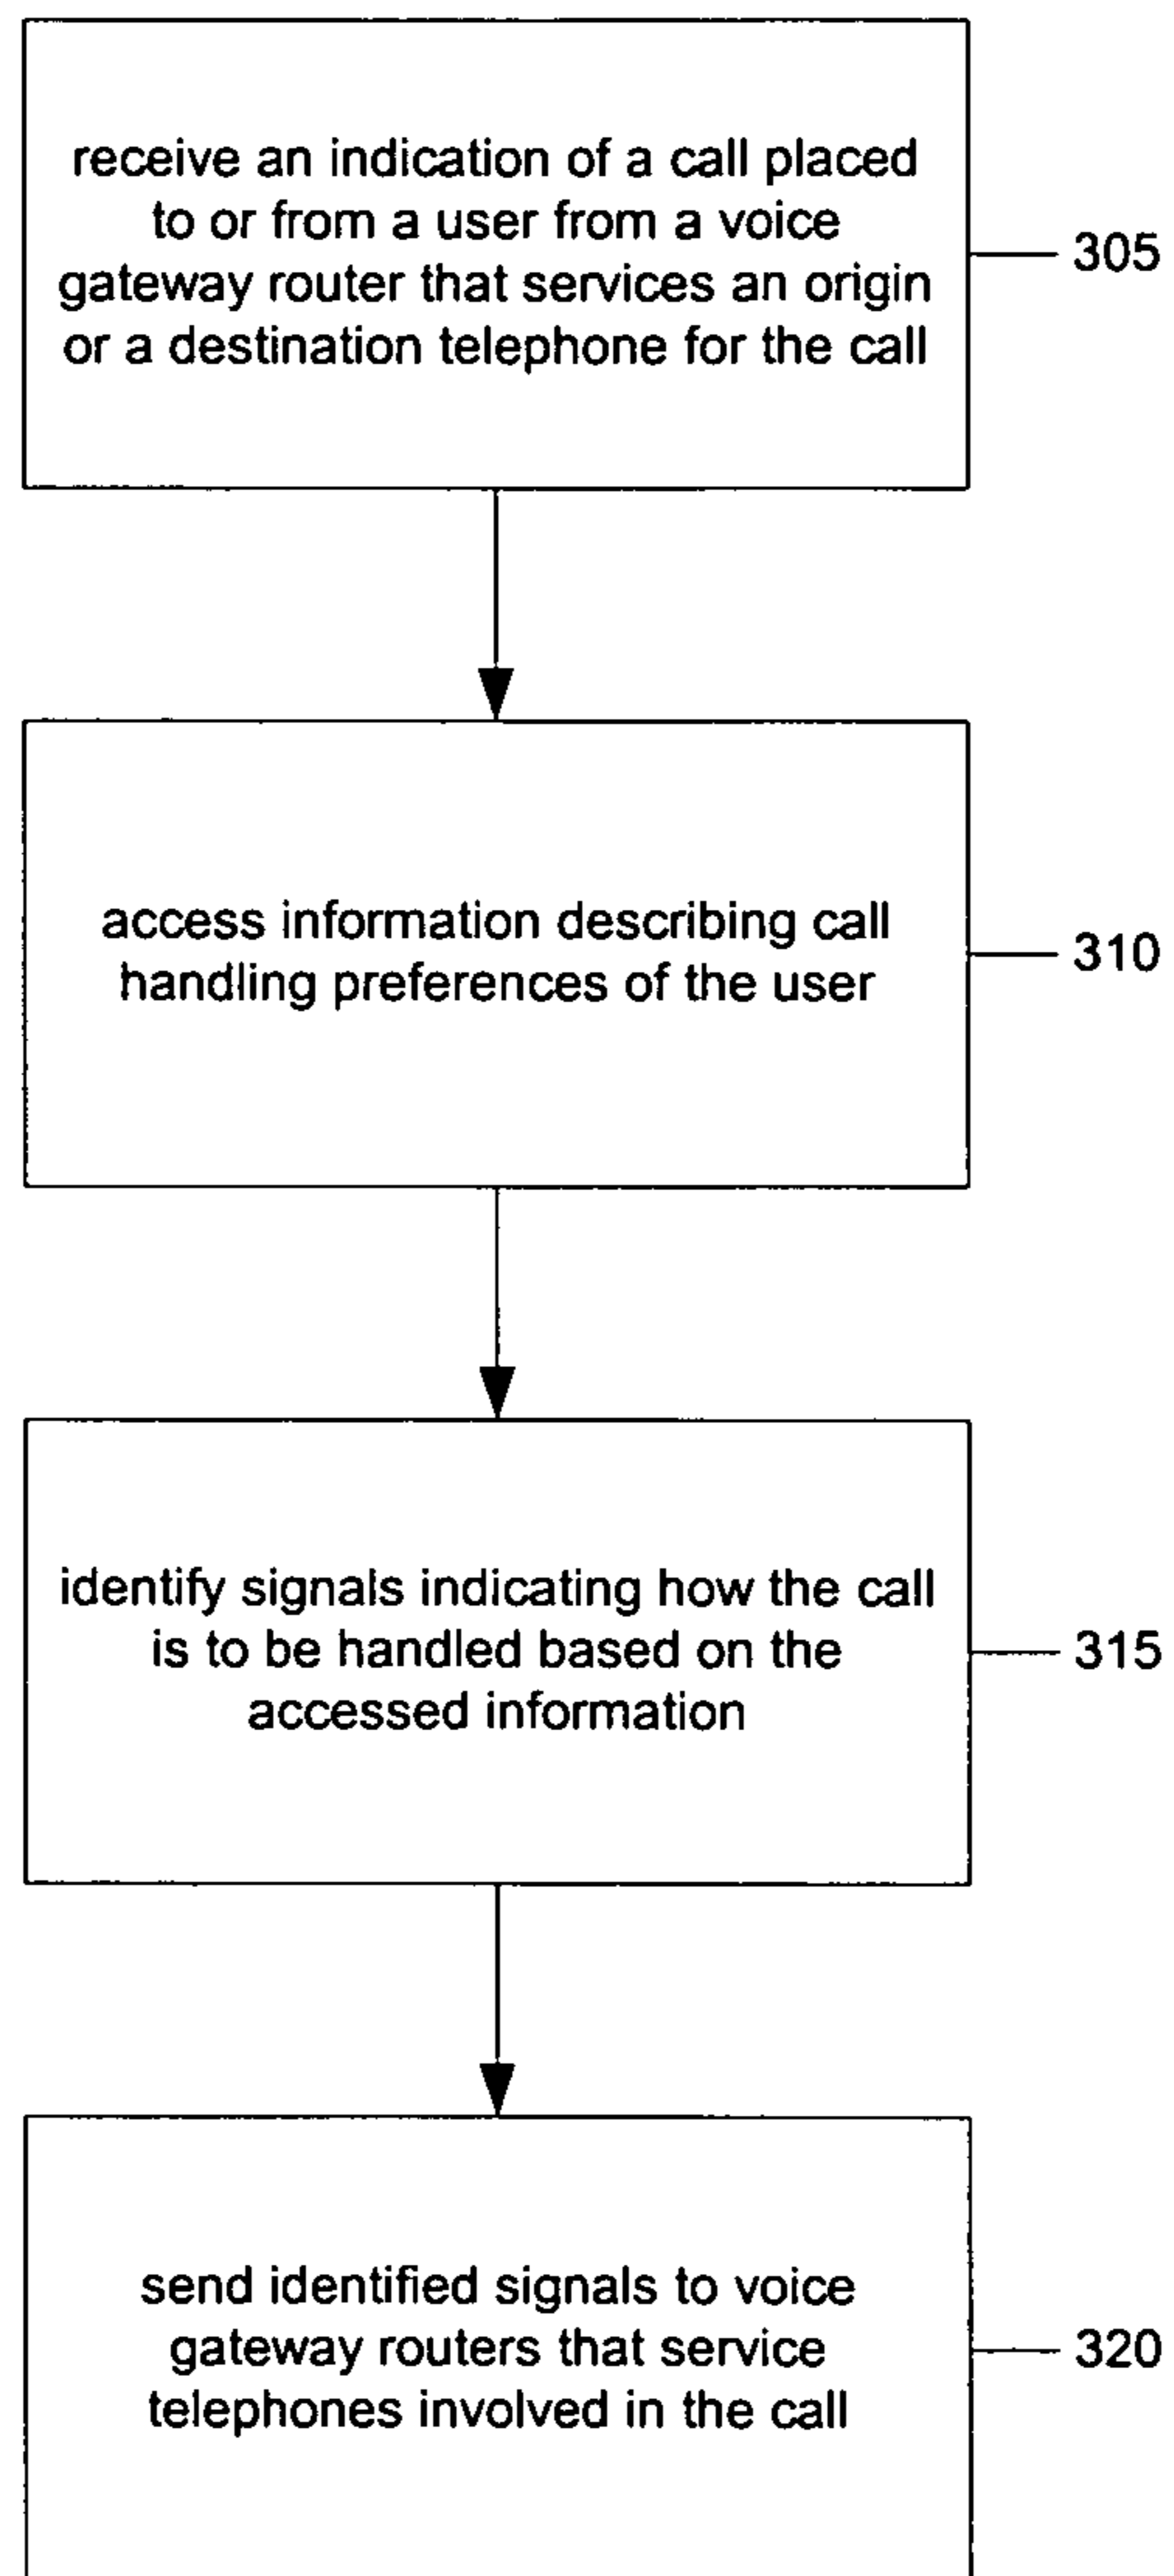 receive an indication of a call placed
to or from a user from a voice
gateway router that services an origin
or a destination telephone for the call
305
access information describing call
handling preferences of the user
310
identify signals indicating how the call
is to be handled based on the
accessed information
315
send identified signals to voice
gateway routers that service
telephones involved in the call
320